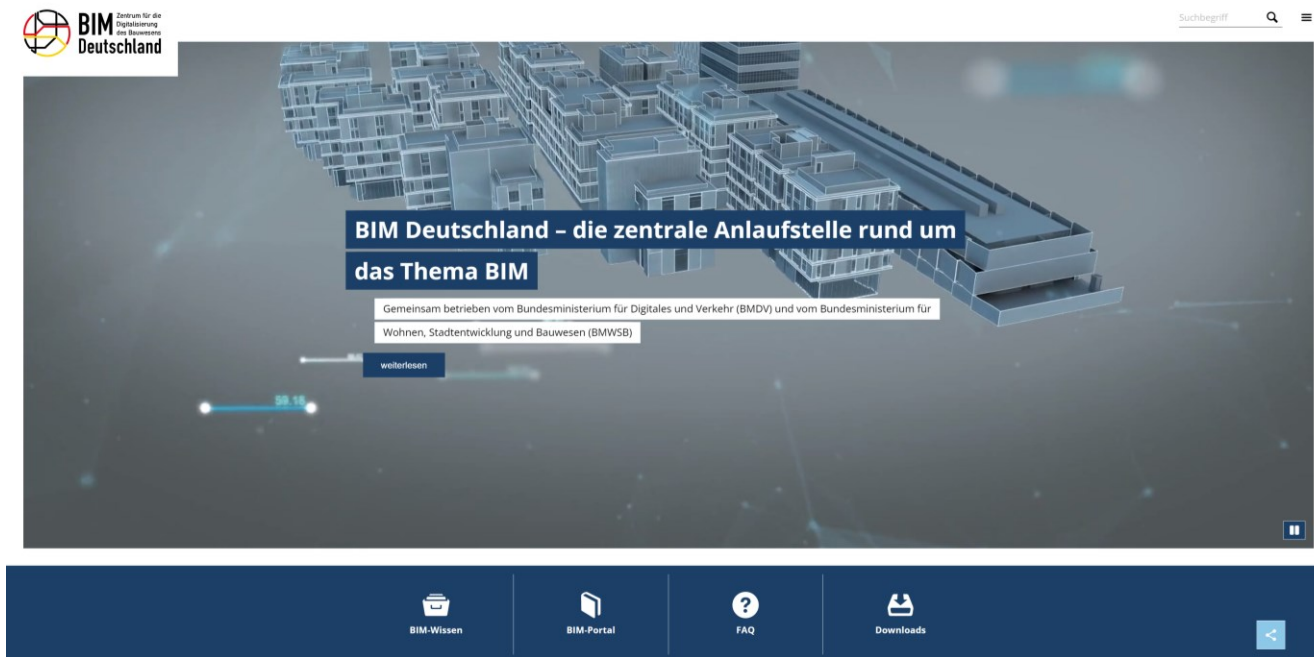 BIM
Zentrum für die
Digitalisierung
des Bauwesens
Deutschland
Suchbegriff
BIM Deutschland – die zentrale Anlaufstelle rund um
das Thema BIM
Gemeinsam betrieben vom Bundesministerium für Digitales und Verkehr (BMDV) und vom Bundesministerium für
Wohnen, Stadtentwicklung und Bauwesen (BMWSB)
weiterlesen
59.16
BIM-Wissen
BIM-Portal
FAQ
Downloads